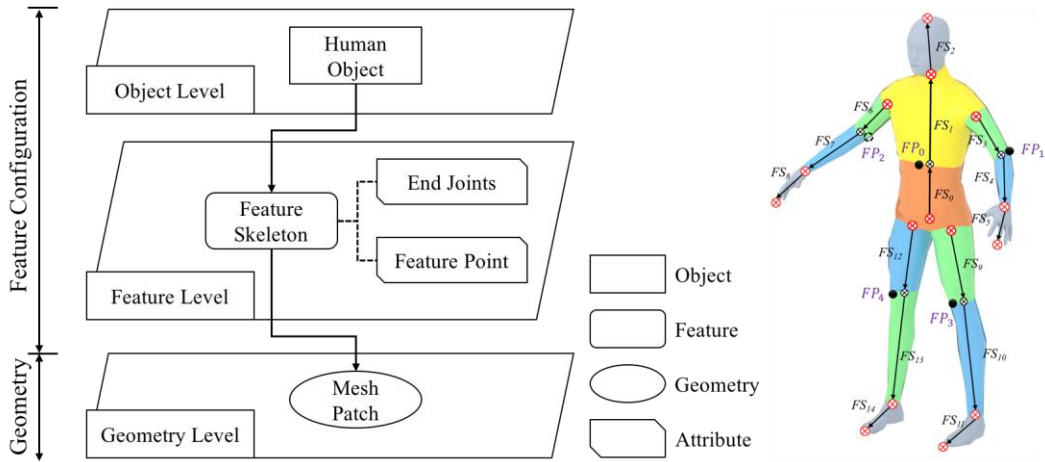 Feature Configuration
Geometry
Human
Object
Object Level
Feature
Skeleton
End Joints
Feature Point
Feature Level
Mesh
Patch
Geometry Level
Object
Feature
Geometry
Attribute
FS2
FS6
FS1
FS3
FP1
FS7
FP2
FP0
FS4
FS8
FS0
FS5
FS12
FS9
FP4
FP3
FS13
FS10
FS14
FS11